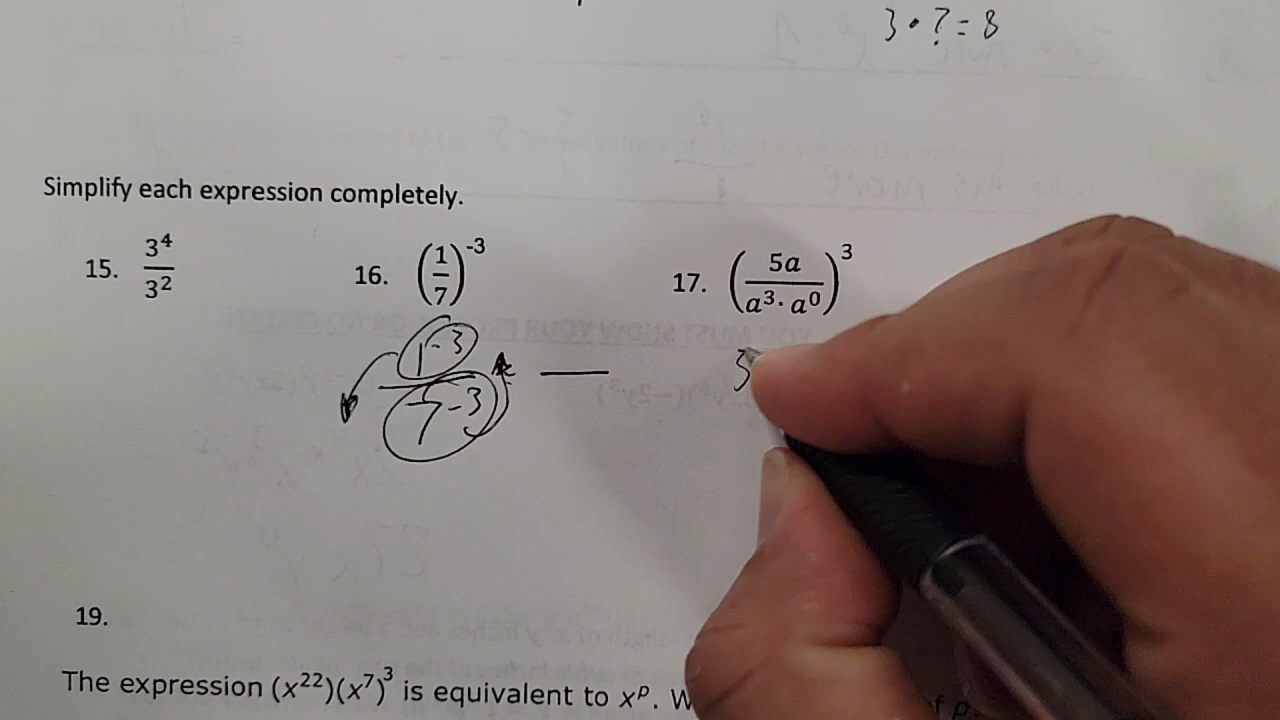 3 · ? = 8
Simplify each expression completely.
15. 3⁴/3²
16. (1/7)⁻³
17. (5a/(a³· a⁰))³
1⁻³/7⁻³
3
19.
The expression (x²²)(x⁷)³ is equivalent to xᵖ. W f p.